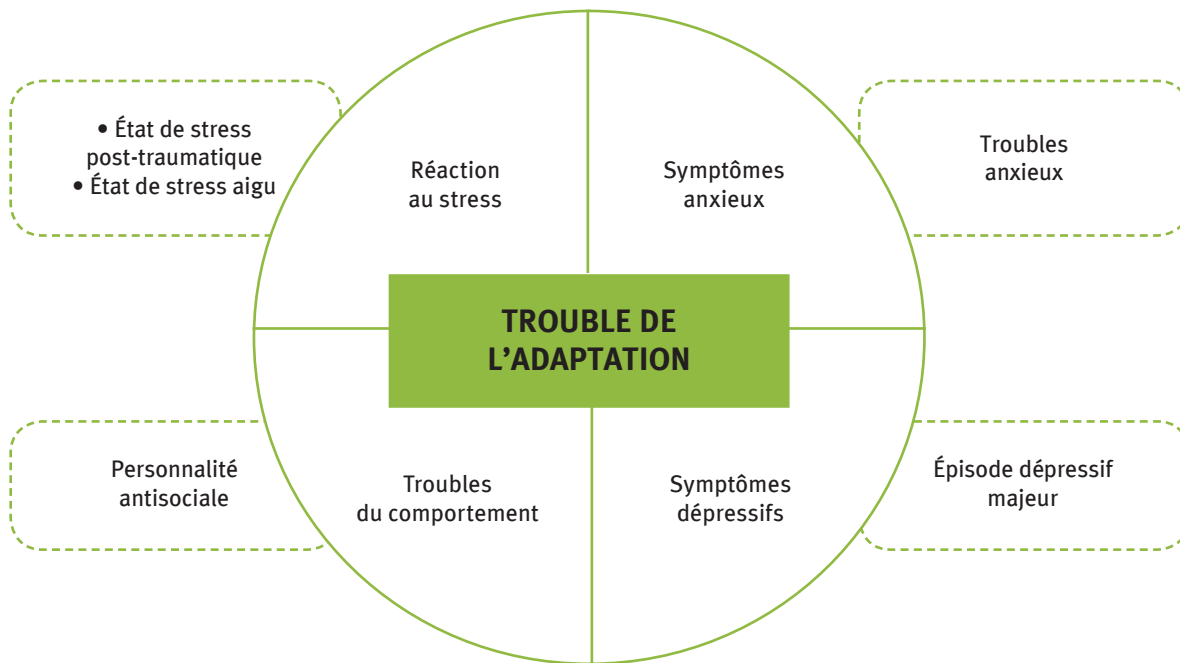 • État de stress
post-traumatique
• État de stress aigu
Réaction
au stress
Symptômes
anxieux
Troubles
anxieux
TROUBLE DE
L’ADAPTATION
Personnalité
antisociale
Troubles
du comportement
Symptômes
dépressifs
Épisode dépressif
majeur